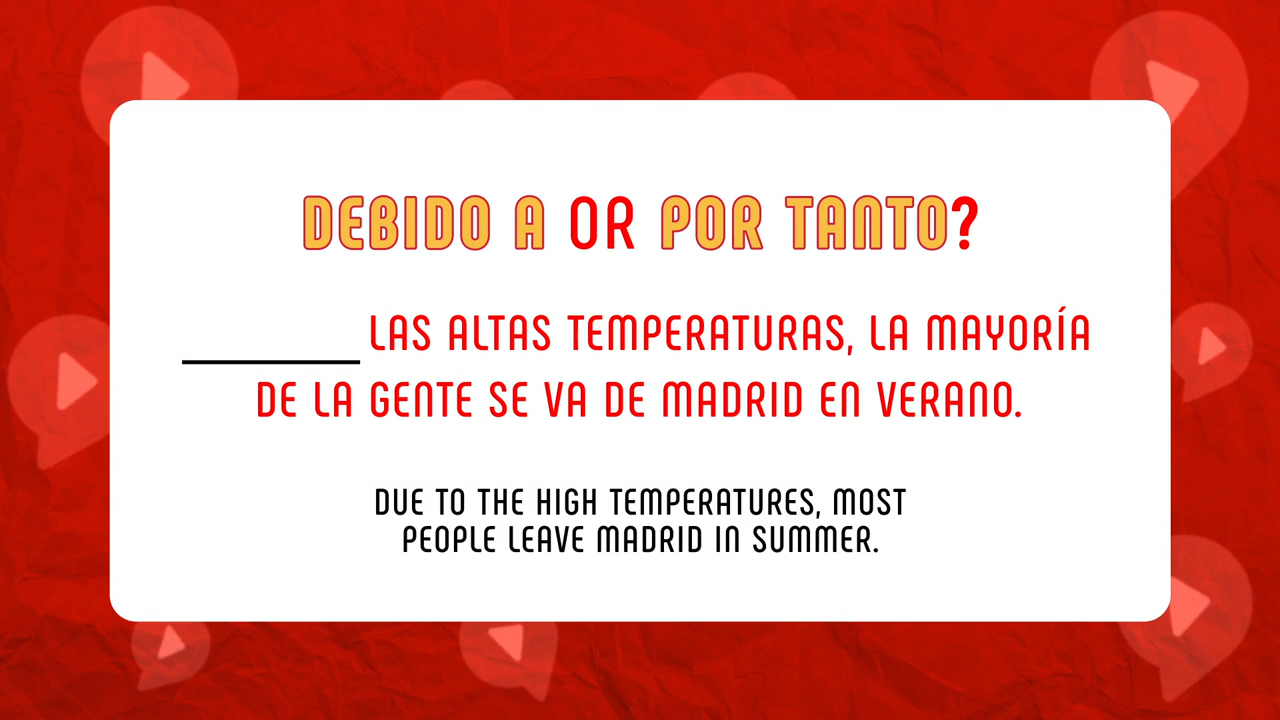 DEBIDO A OR POR TANTO?
_______ LAS ALTAS TEMPERATURAS, LA MAYORÍA
DE LA GENTE SE VA DE MADRID EN VERANO.
DUE TO THE HIGH TEMPERATURES, MOST
PEOPLE LEAVE MADRID IN SUMMER.